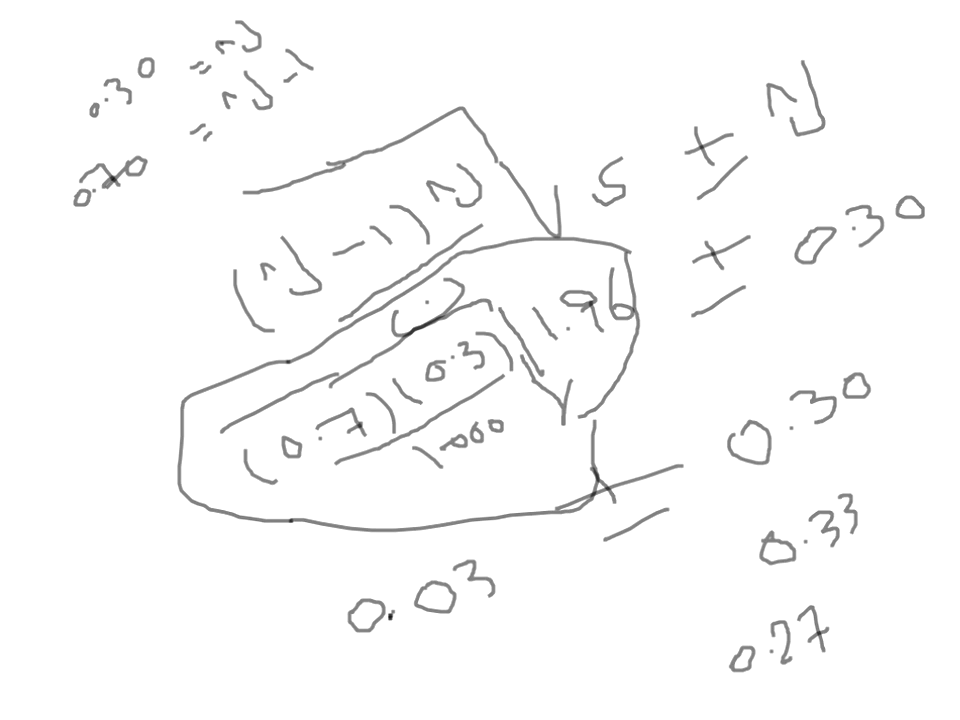 0.30 = ل^
0.70 = ل^ - 1
ل^ ± √ ل^ (1 - ل^)
ن
0.30 ± 1.96 √ (0.3) (0.7)
1000
0.30 ±
0.03
0.33
0.27